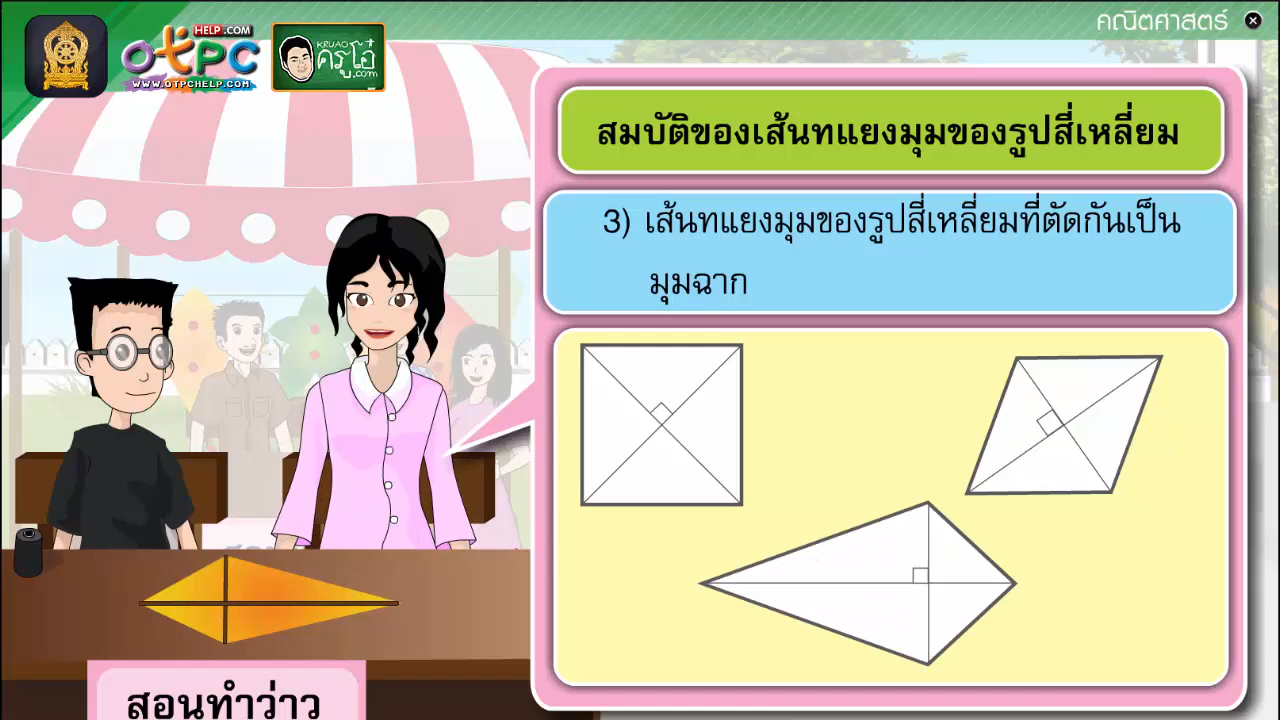 คณิตศาสตร์
HELP.COM
OTPC
WWW.OTPCHELP.COM
KRUAO
ครูโอ๋
.com
สมบัติของเส้นทแยงมุมของรูปสี่เหลี่ยม
3) เส้นทแยงมุมของรูปสี่เหลี่ยมที่ตัดกันเป็น
มุมฉาก
สอนทำว่าว